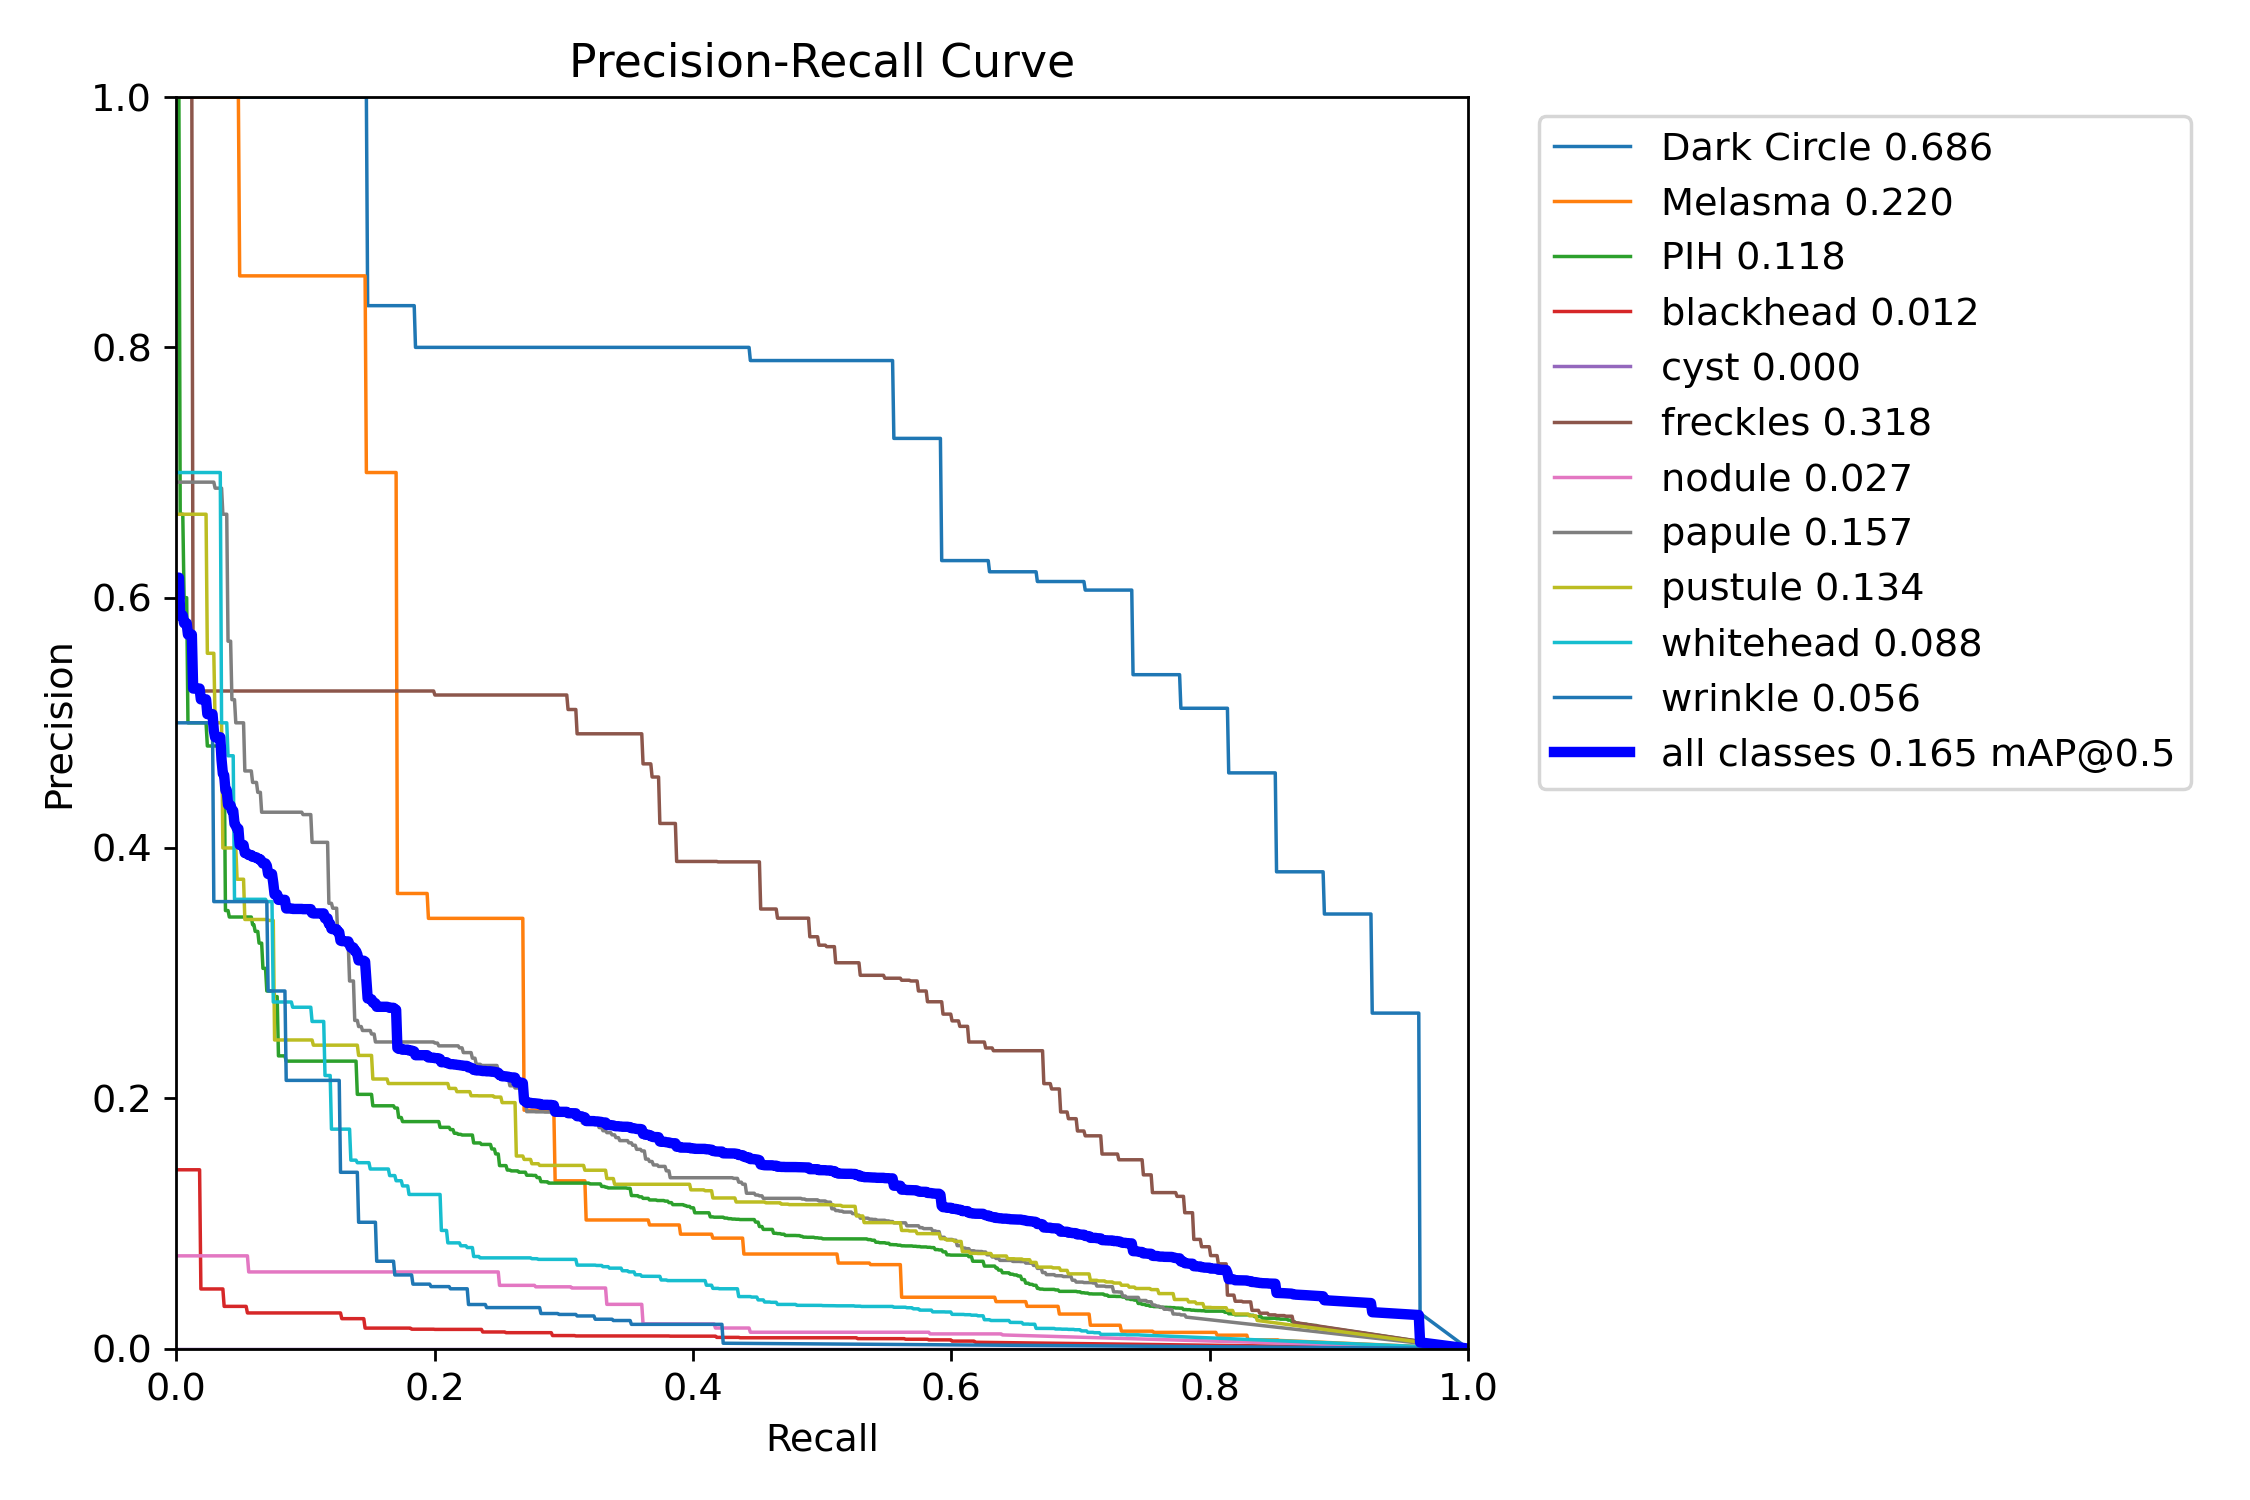 Precision-Recall Curve
1.0
0.8
0.6
0.4
0.2
0.0
Precision
0.0 0.2 0.4 0.6 0.8 1.0
Recall
Dark Circle 0.686
Melasma 0.220
PIH 0.118
blackhead 0.012
cyst 0.000
freckles 0.318
nodule 0.027
papule 0.157
pustule 0.134
whitehead 0.088
wrinkle 0.056
all classes 0.165 mAP@0.5